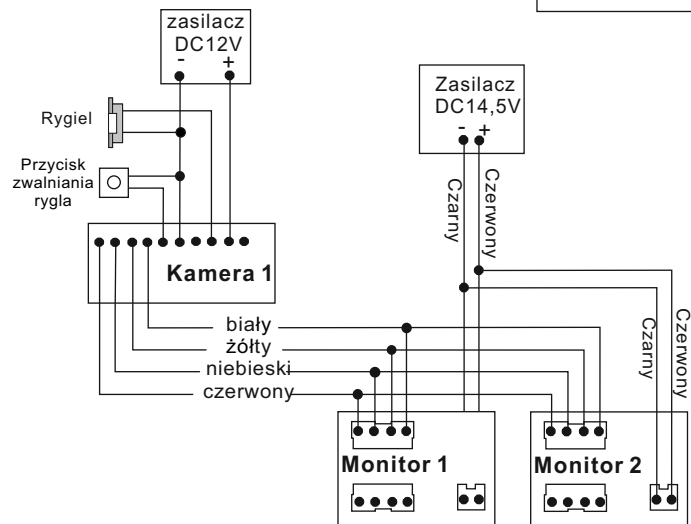 zasilacz
DC12V
- +
Rygiel
Przycisk
zwalniania
rygla
Kamera 1
Zasilacz
DC14,5V
- +
Czarny
Czerwony
Czarny
Czerwony
biały
żółty
niebieski
czerwony
Monitor 1
Monitor 2